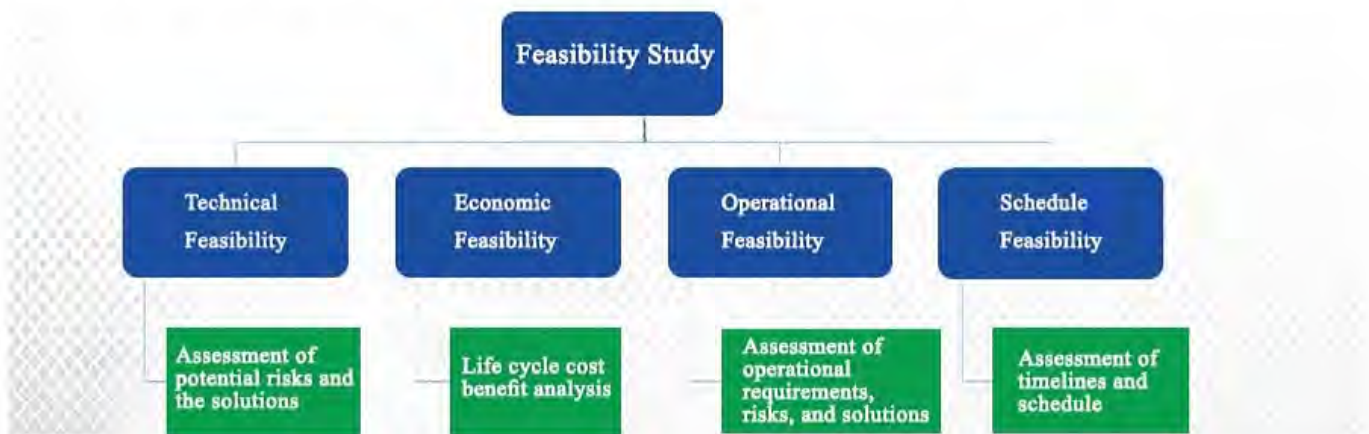 Feasibility Study
Technical
Feasibility
Economic
Feasibility
Operational
Feasibility
Schedule
Feasibility
Assessment of
potential risks and
the solutions
Life cycle cost
benefit analysis
Assessment of
operational
requirements,
risks, and solutions
Assessment of
timelines and
schedule